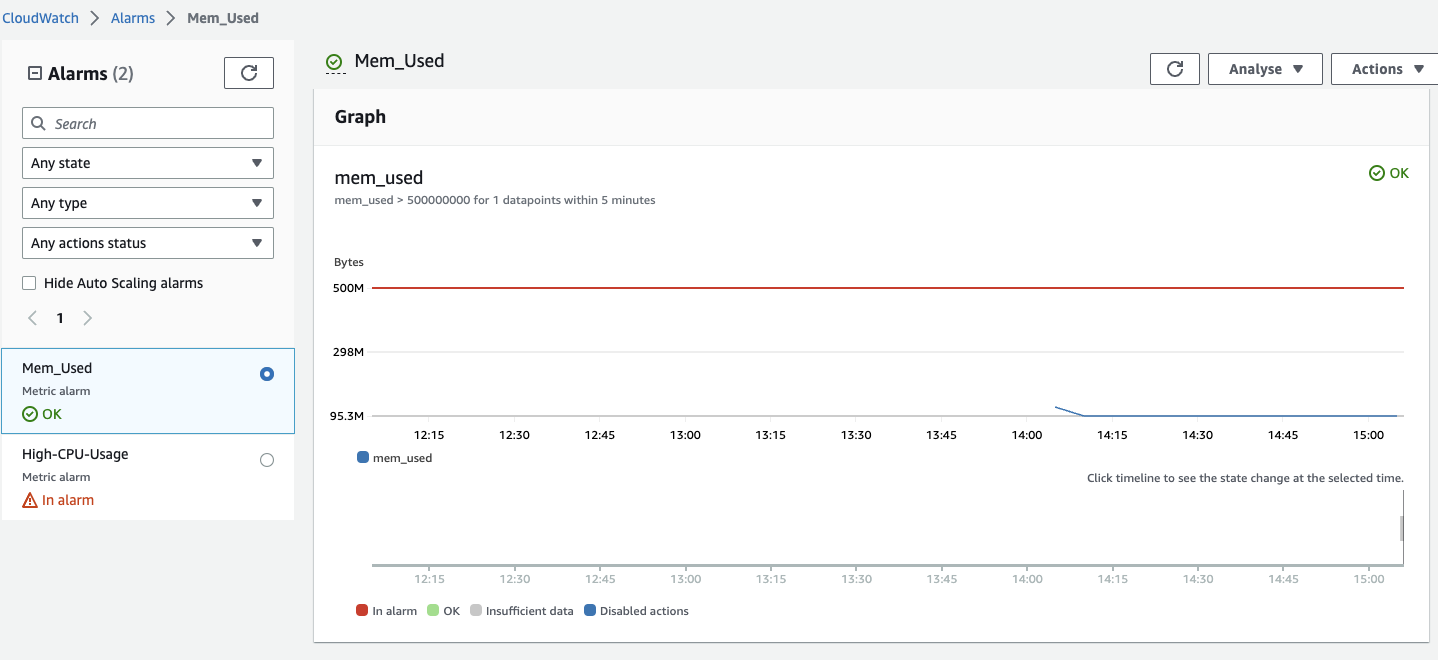 CloudWatch > Alarms > Mem_Used
Alarms (2)
Search
Any state
Any type
Any actions status
Hide Auto Scaling alarms
1
Mem_Used
Metric alarm
OK
High-CPU-Usage
Metric alarm
In alarm
Mem_Used
Analyse
Actions
Graph
mem_used
OK
mem_used > 500000000 for 1 datapoints within 5 minutes
Bytes
500M
298M
95.3M
12:15 12:30 12:45 13:00 13:15 13:30 13:45 14:00 14:15 14:30 14:45 15:00
mem_used
Click timeline to see the state change at the selected time.
12:15 12:30 12:45 13:00 13:15 13:30 13:45 14:00 14:15 14:30 14:45 15:00
In alarm OK Insufficient data Disabled actions